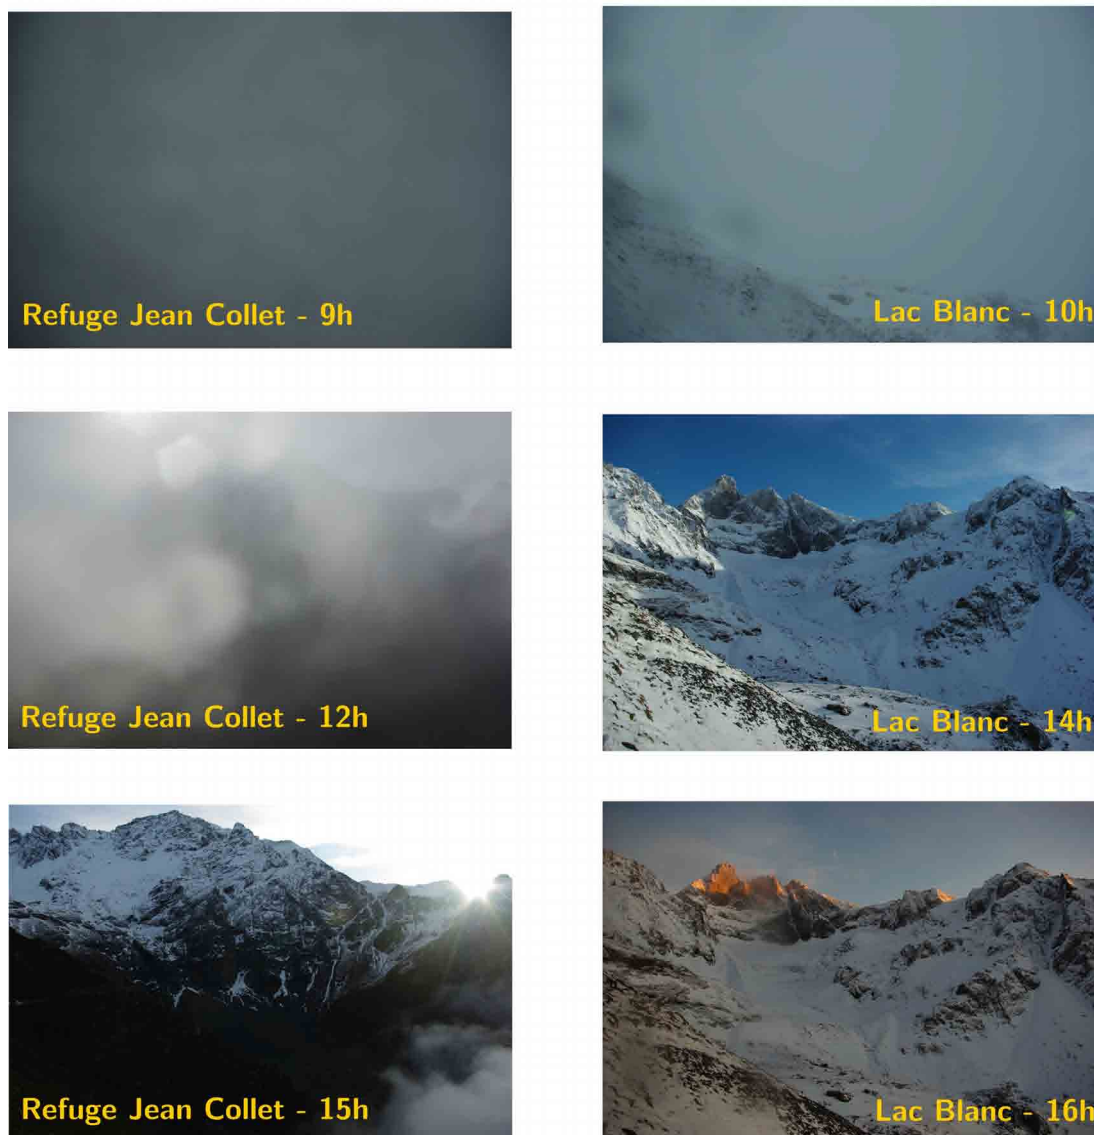 Refuge Jean Collet - 9h
Lac Blanc - 10h
Refuge Jean Collet - 12h
Lac Blanc - 14h
Refuge Jean Collet - 15h
Lac Blanc - 16h